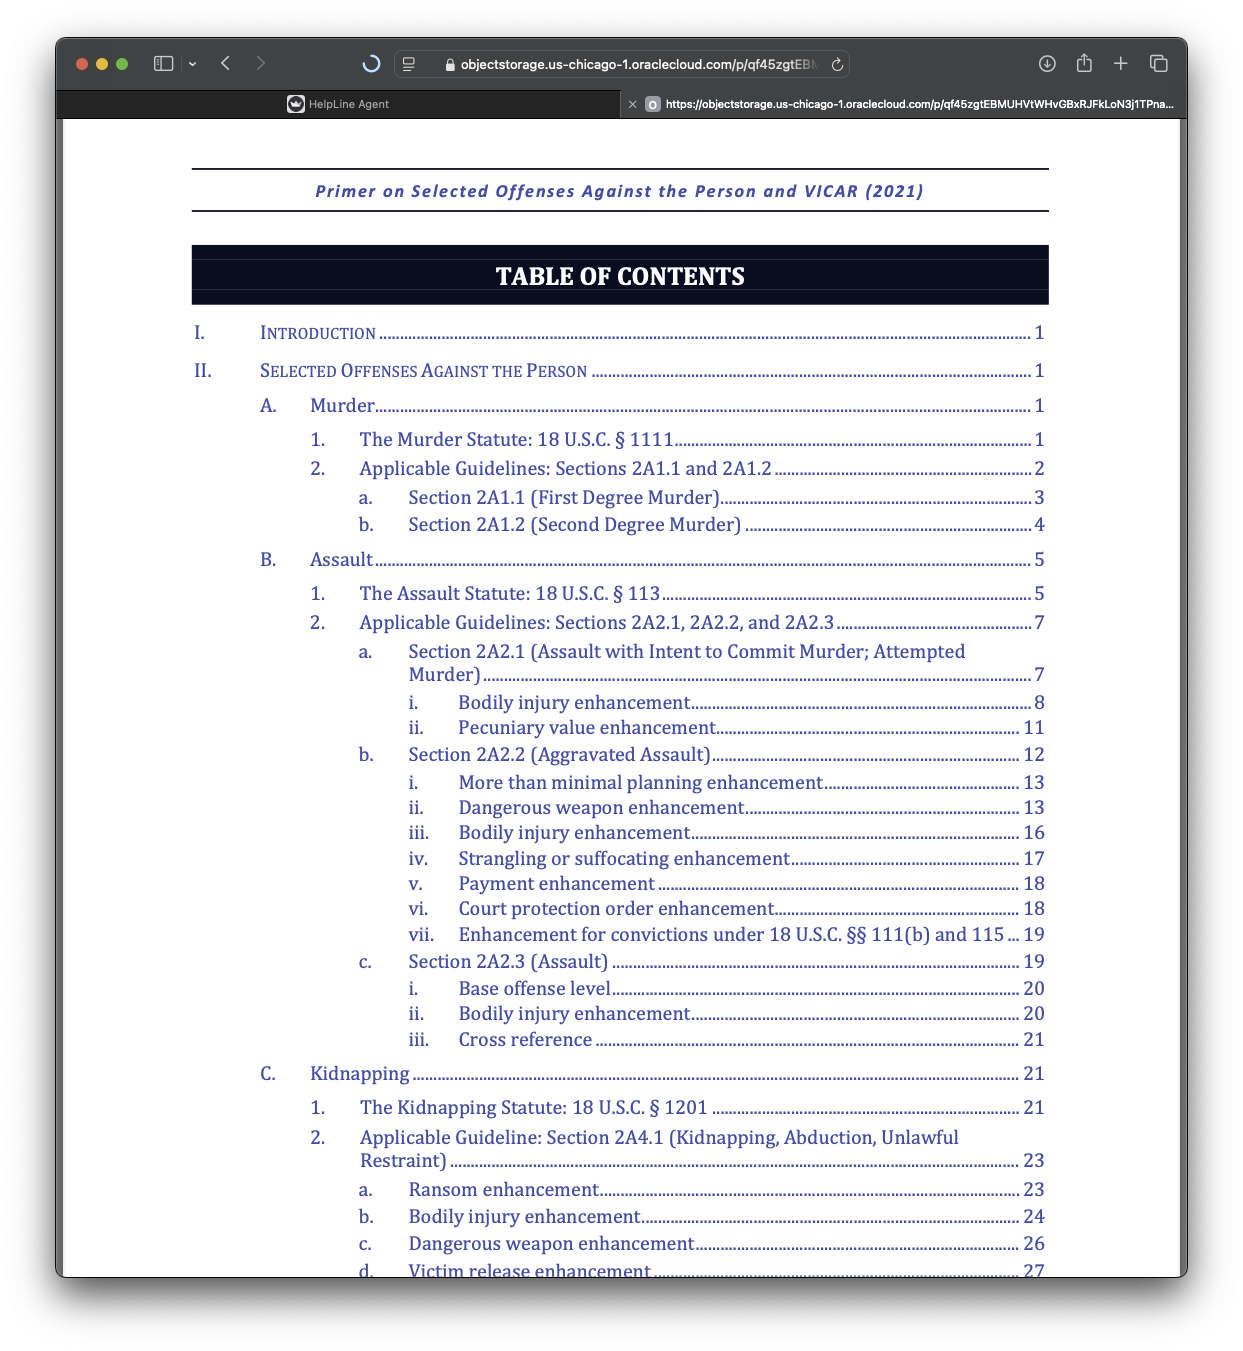 objectstorage.us-chicago-1.oraclecloud.com/p/qf45zgtEBM
HelpLine Agent
https://objectstorage.us-chicago-1.oraclecloud.com/p/qf45zgtEBMUHVtWHvGBxRJFkLoN3j1TPna...
Primer on Selected Offenses Against the Person and VICAR (2021)
TABLE OF CONTENTS
I. INTRODUCTION 1
II. SELECTED OFFENSES AGAINST THE PERSON 1
A. Murder 1
1. The Murder Statute: 18 U.S.C. § 1111 1
2. Applicable Guidelines: Sections 2A1.1 and 2A1.2 2
a. Section 2A1.1 (First Degree Murder) 3
b. Section 2A1.2 (Second Degree Murder) 4
B. Assault 5
1. The Assault Statute: 18 U.S.C. § 113 5
2. Applicable Guidelines: Sections 2A2.1, 2A2.2, and 2A2.3 7
a. Section 2A2.1 (Assault with Intent to Commit Murder; Attempted
Murder) 7
i. Bodily injury enhancement 8
ii. Pecuniary value enhancement 11
b. Section 2A2.2 (Aggravated Assault) 12
i. More than minimal planning enhancement 13
ii. Dangerous weapon enhancement 13
iii. Bodily injury enhancement 16
iv. Strangling or suffocating enhancement 17
v. Payment enhancement 18
vi. Court protection order enhancement 18
vii. Enhancement for convictions under 18 U.S.C. §§ 111(b) and 115 19
c. Section 2A2.3 (Assault) 19
i. Base offense level 20
ii. Bodily injury enhancement 20
iii. Cross reference 21
C. Kidnapping 21
1. The Kidnapping Statute: 18 U.S.C. § 1201 21
2. Applicable Guideline: Section 2A4.1 (Kidnapping, Abduction, Unlawful
Restraint) 23
a. Ransom enhancement 23
b. Bodily injury enhancement 24
c. Dangerous weapon enhancement 26
d. Victim release enhancement 27